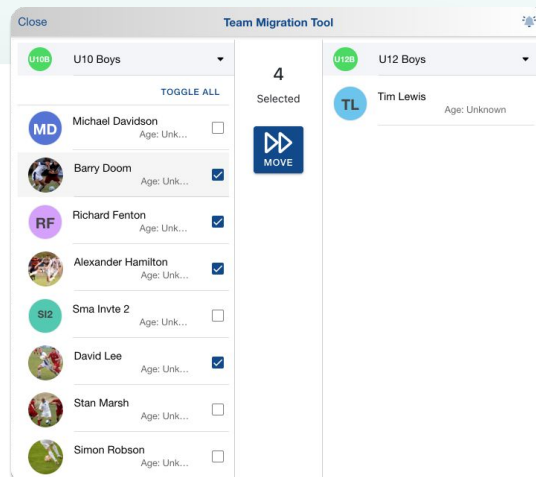 Close
Team Migration Tool
U10B
U10 Boys
TOGGLE ALL
MD
Michael Davidson
Age: Unk...
Barry Doom
Age: Unk...
RF
Richard Fenton
Age: Unk...
Alexander Hamilton
Age: Unk...
SI2
Sma Invte 2
Age: Unk...
David Lee
Age: Unk...
Stan Marsh
Age: Unk...
Simon Robson
Age: Unk...
4
Selected
MOVE
U12B
U12 Boys
TL
Tim Lewis
Age: Unknown